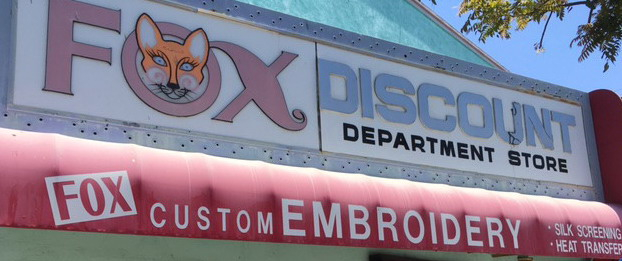 FOX DISCOUNT
DEPARTMENT STORE
FOX CUSTOM EMBROIDERY
• SILK SCREENING
• HEAT TRANSFER